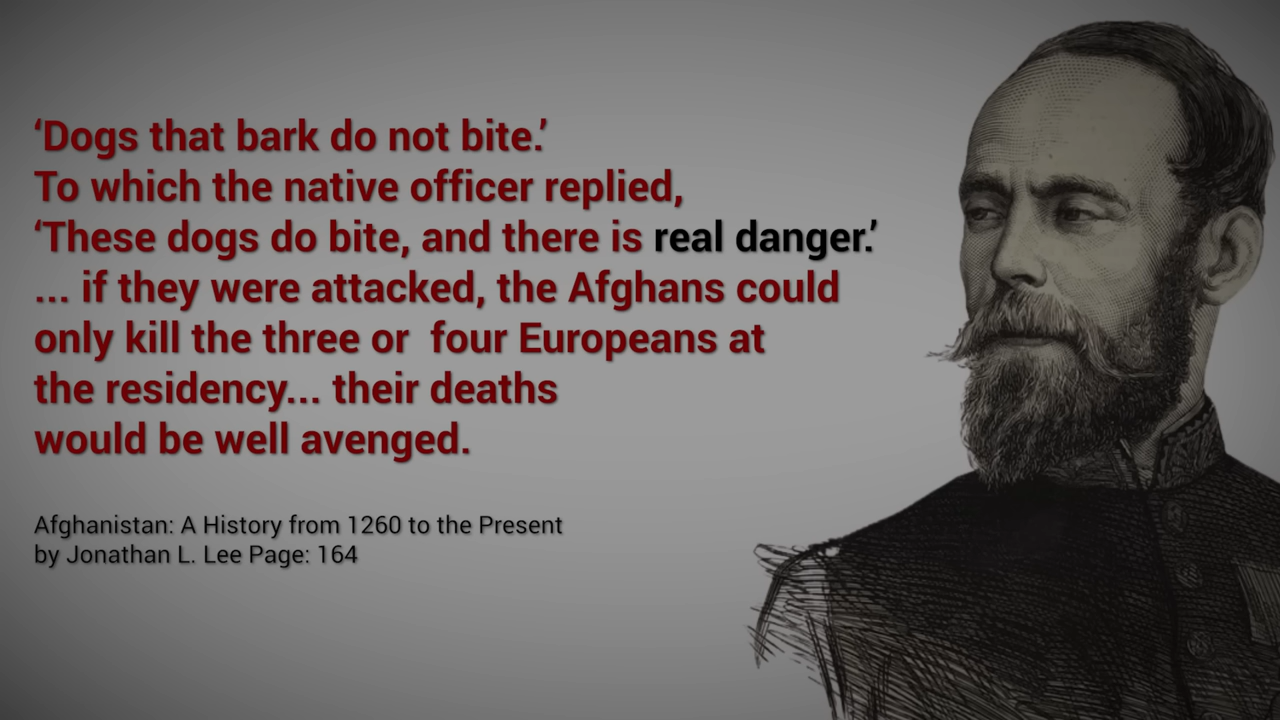 ‘Dogs that bark do not bite.’
To which the native officer replied,
‘These dogs do bite, and there is real danger.’
... if they were attacked, the Afghans could
only kill the three or  four Europeans at
the residency... their deaths
would be well avenged.
Afghanistan: A History from 1260 to the Present
by Jonathan L. Lee Page: 164